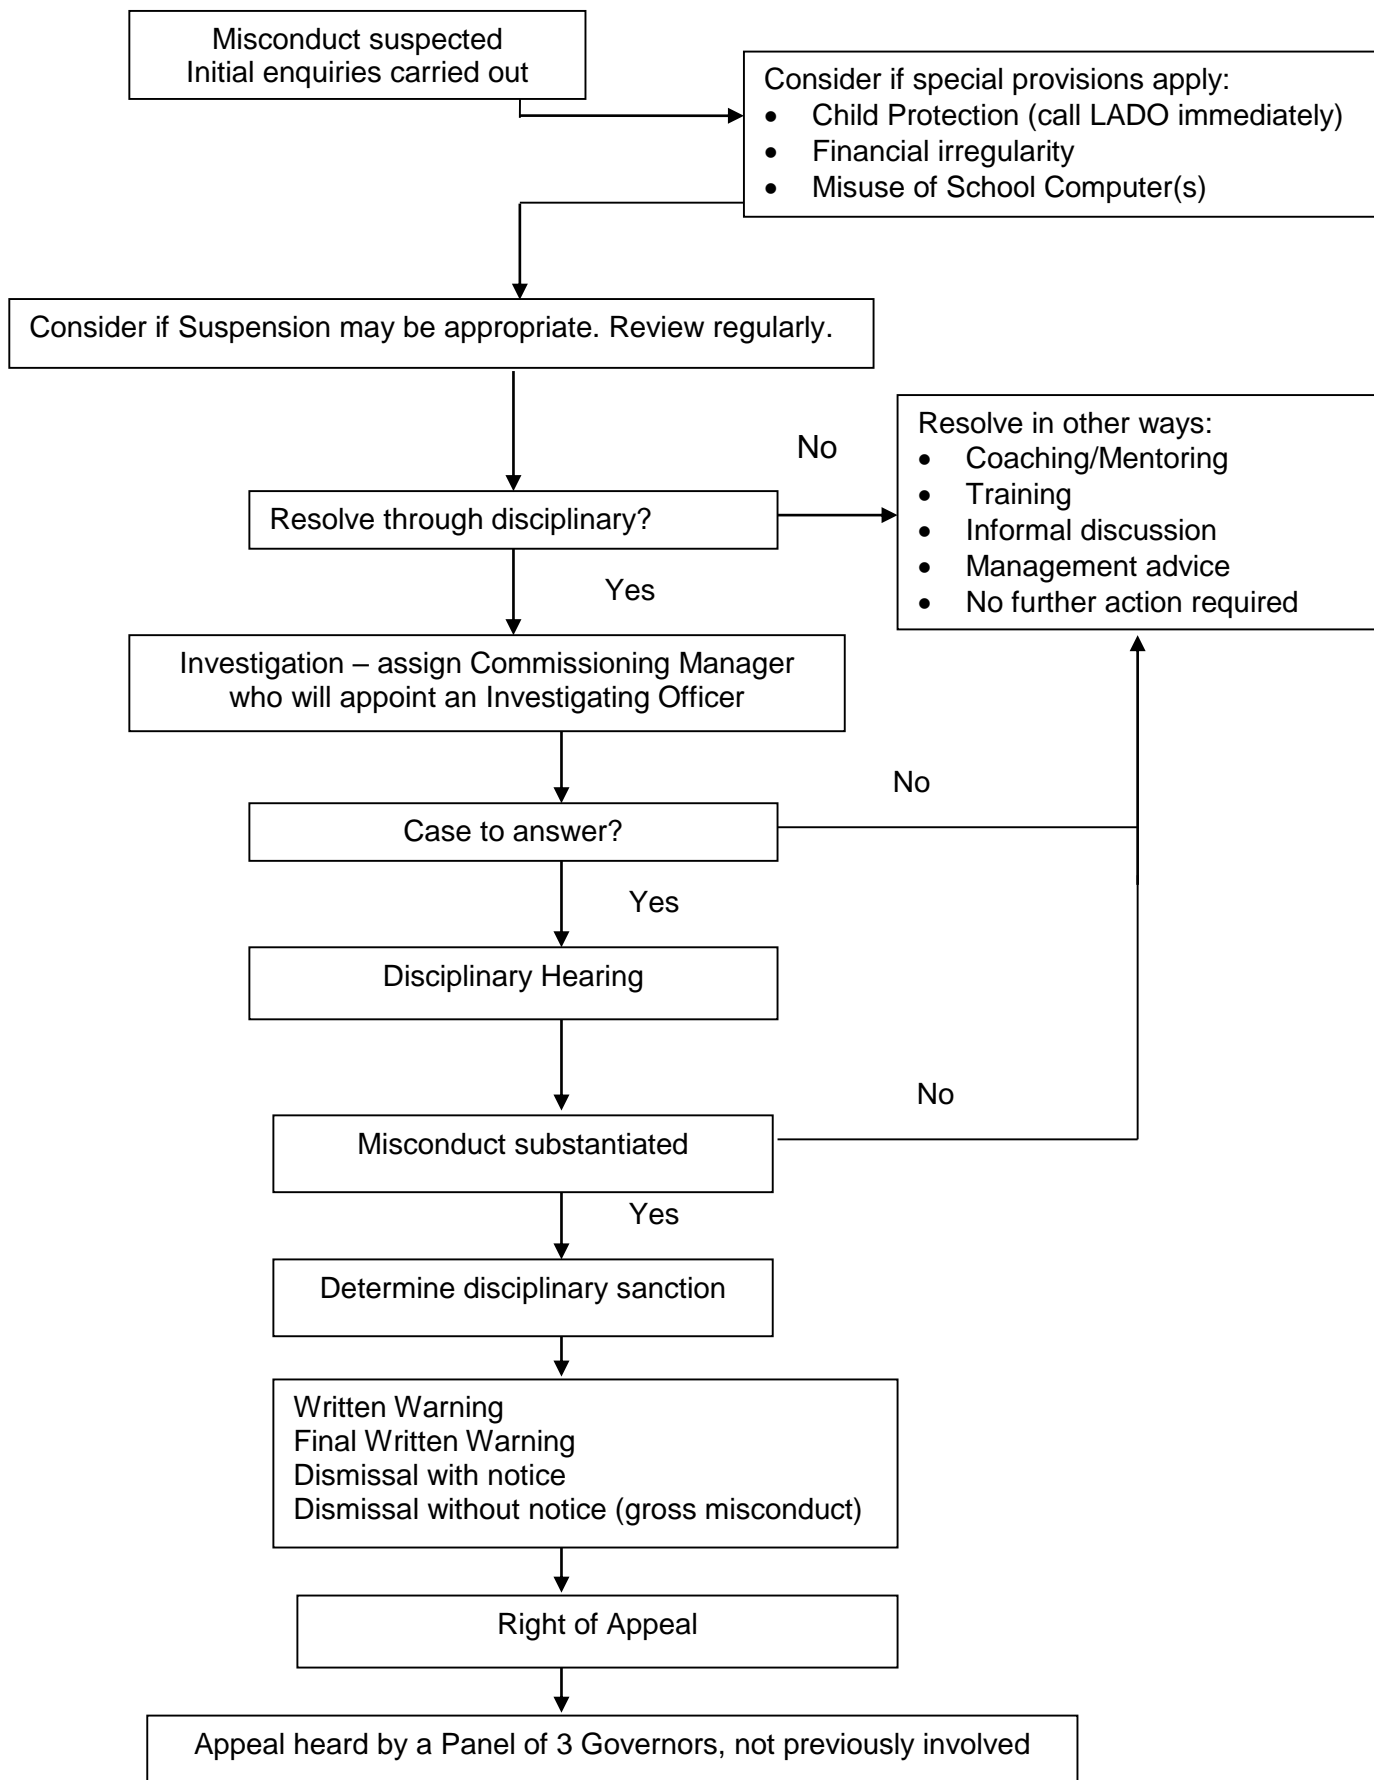 Misconduct suspected
Initial enquiries carried out
Consider if special provisions apply:
• Child Protection (call LADO immediately)
• Financial irregularity
• Misuse of School Computer(s)
Consider if Suspension may be appropriate. Review regularly.
Resolve in other ways:
• Coaching/Mentoring
• Training
• Informal discussion
• Management advice
• No further action required
No
Resolve through disciplinary?
Yes
Investigation – assign Commissioning Manager
who will appoint an Investigating Officer
No
Case to answer?
Yes
Disciplinary Hearing
No
Misconduct substantiated
Yes
Determine disciplinary sanction
Written Warning
Final Written Warning
Dismissal with notice
Dismissal without notice (gross misconduct)
Right of Appeal
Appeal heard by a Panel of 3 Governors, not previously involved